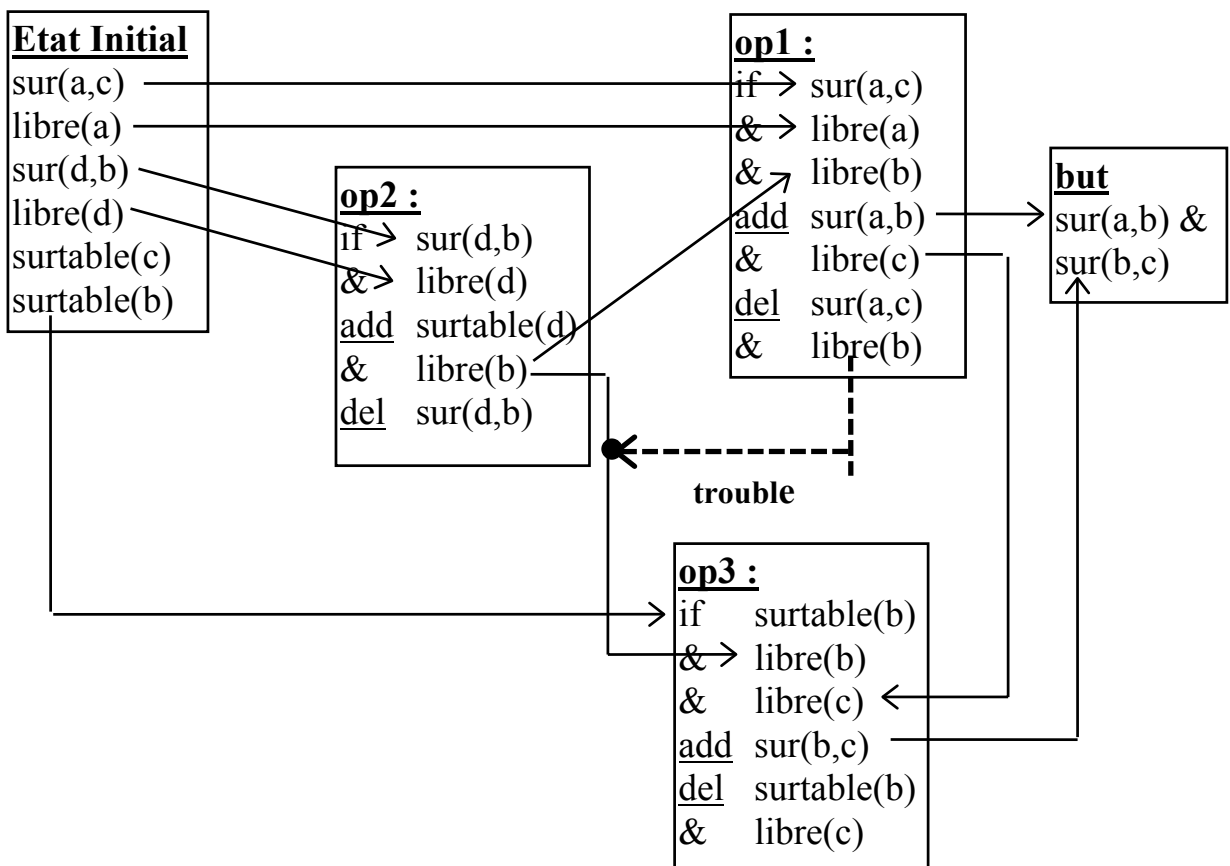 Etat Initial
sur(a,c)
libre(a)
sur(d,b)
libre(d)
surtable(c)
surtable(b)
op2 :
if sur(d,b)
& libre(d)
add surtable(d)
& libre(b)
del sur(d,b)
op1 :
if sur(a,c)
& libre(a)
& libre(b)
add sur(a,b)
& libre(c)
del sur(a,c)
& libre(b)
but
sur(a,b) &
sur(b,c)
trouble
op3 :
if surtable(b)
& libre(b)
& libre(c)
add sur(b,c)
del surtable(b)
& libre(c)